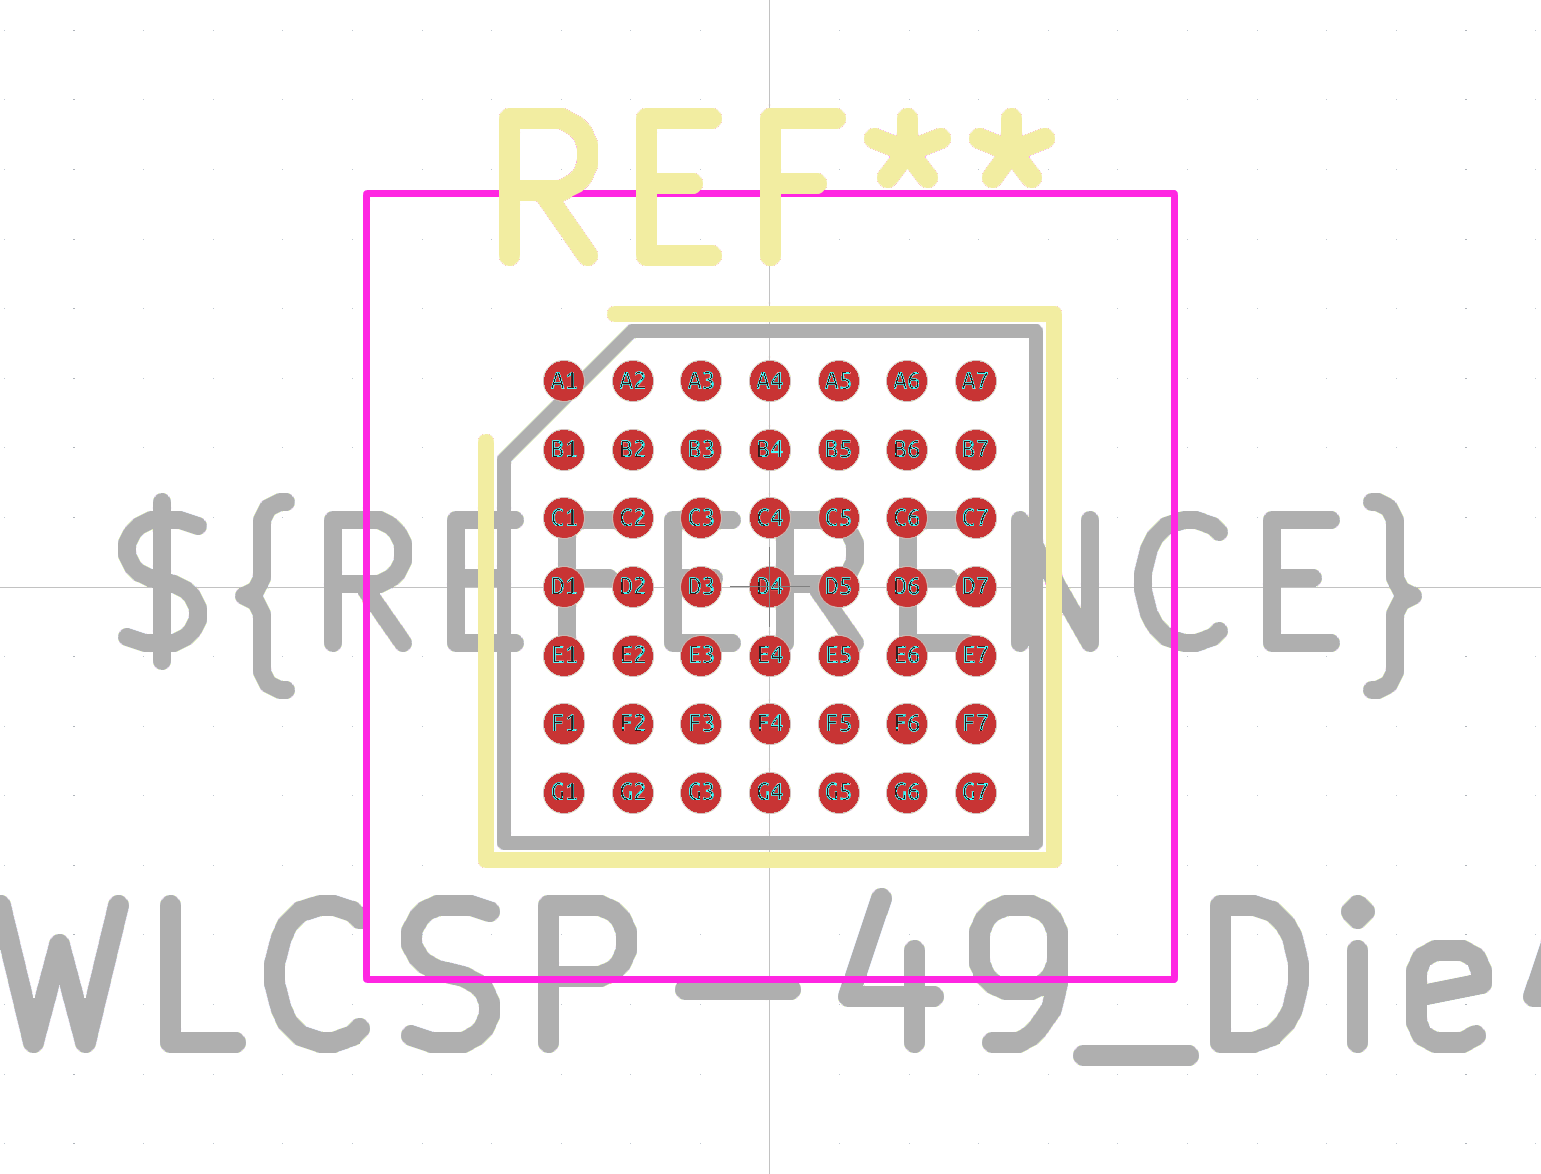 REF**
A1 A2 A3 A4 A5 A6 A7
B1 B2 B3 B4 B5 B6 B7
C1 C2 C3 C4 C5 C6 C7
${REFERENCE}
D1 D2 D3 D4 D5 D6 D7
E1 E2 E3 E4 E5 E6 E7
F1 F2 F3 F4 F5 F6 F7
G1 G2 G3 G4 G5 G6 G7
WLCSP-49_Die